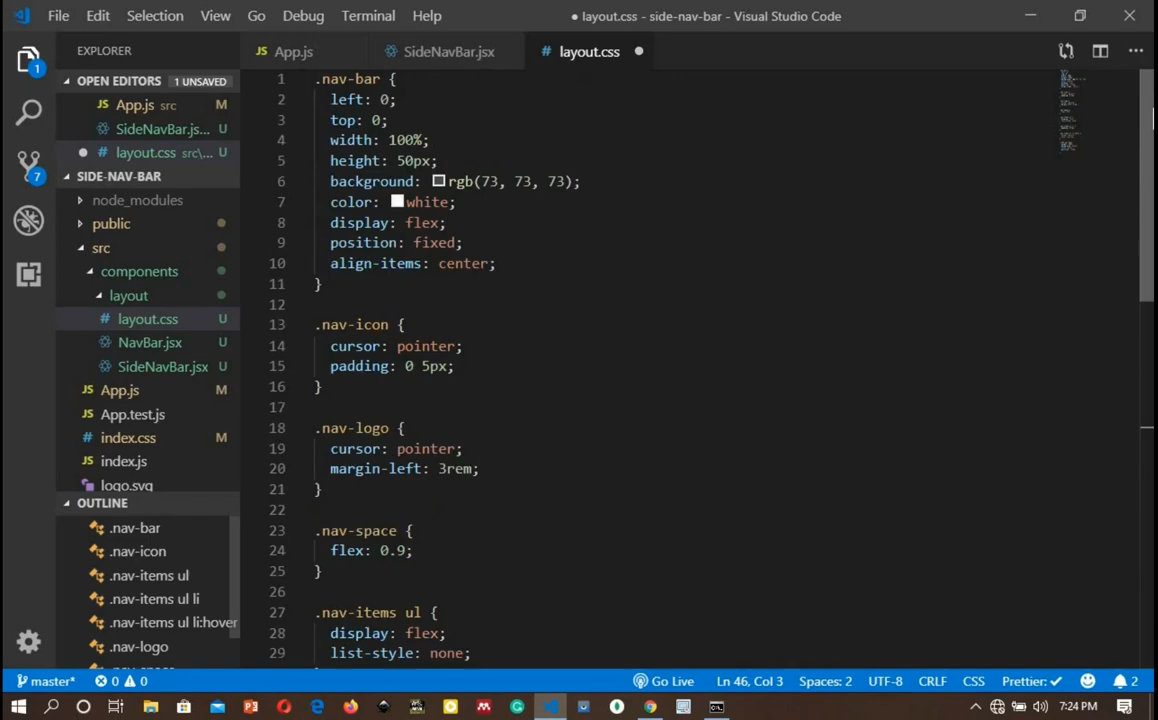 File Edit Selection View Go Debug Terminal Help ● layout.css - side-nav-bar - Visual Studio Code
EXPLORER
JS App.js SideNavBar.jsx # layout.css
OPEN EDITORS 1 UNSAVED
JS App.js src M
SideNavBar.js... U
# layout.css src\... U
SIDE-NAV-BAR
node_modules
public
src
components
layout
# layout.css U
NavBar.jsx U
SideNavBar.jsx U
JS App.js M
JS App.test.js
# index.css M
JS index.js
logo.svg
OUTLINE
.nav-bar
.nav-icon
.nav-items ul
.nav-items ul li
.nav-items ul li:hover
.nav-logo
1
7
1 .nav-bar {
2 left: 0;
3 top: 0;
4 width: 100%;
5 height: 50px;
6 background: rgb(73, 73, 73);
7 color: white;
8 display: flex;
9 position: fixed;
10 align-items: center;
11 }
12
13 .nav-icon {
14 cursor: pointer;
15 padding: 0 5px;
16 }
17
18 .nav-logo {
19 cursor: pointer;
20 margin-left: 3rem;
21 }
22
23 .nav-space {
24 flex: 0.9;
25 }
26
27 .nav-items ul {
28 display: flex;
29 list-style: none;
master* 0 0 Go Live Ln 46, Col 3 Spaces: 2 UTF-8 CRLF CSS Prettier: ✓ 2
7:24 PM